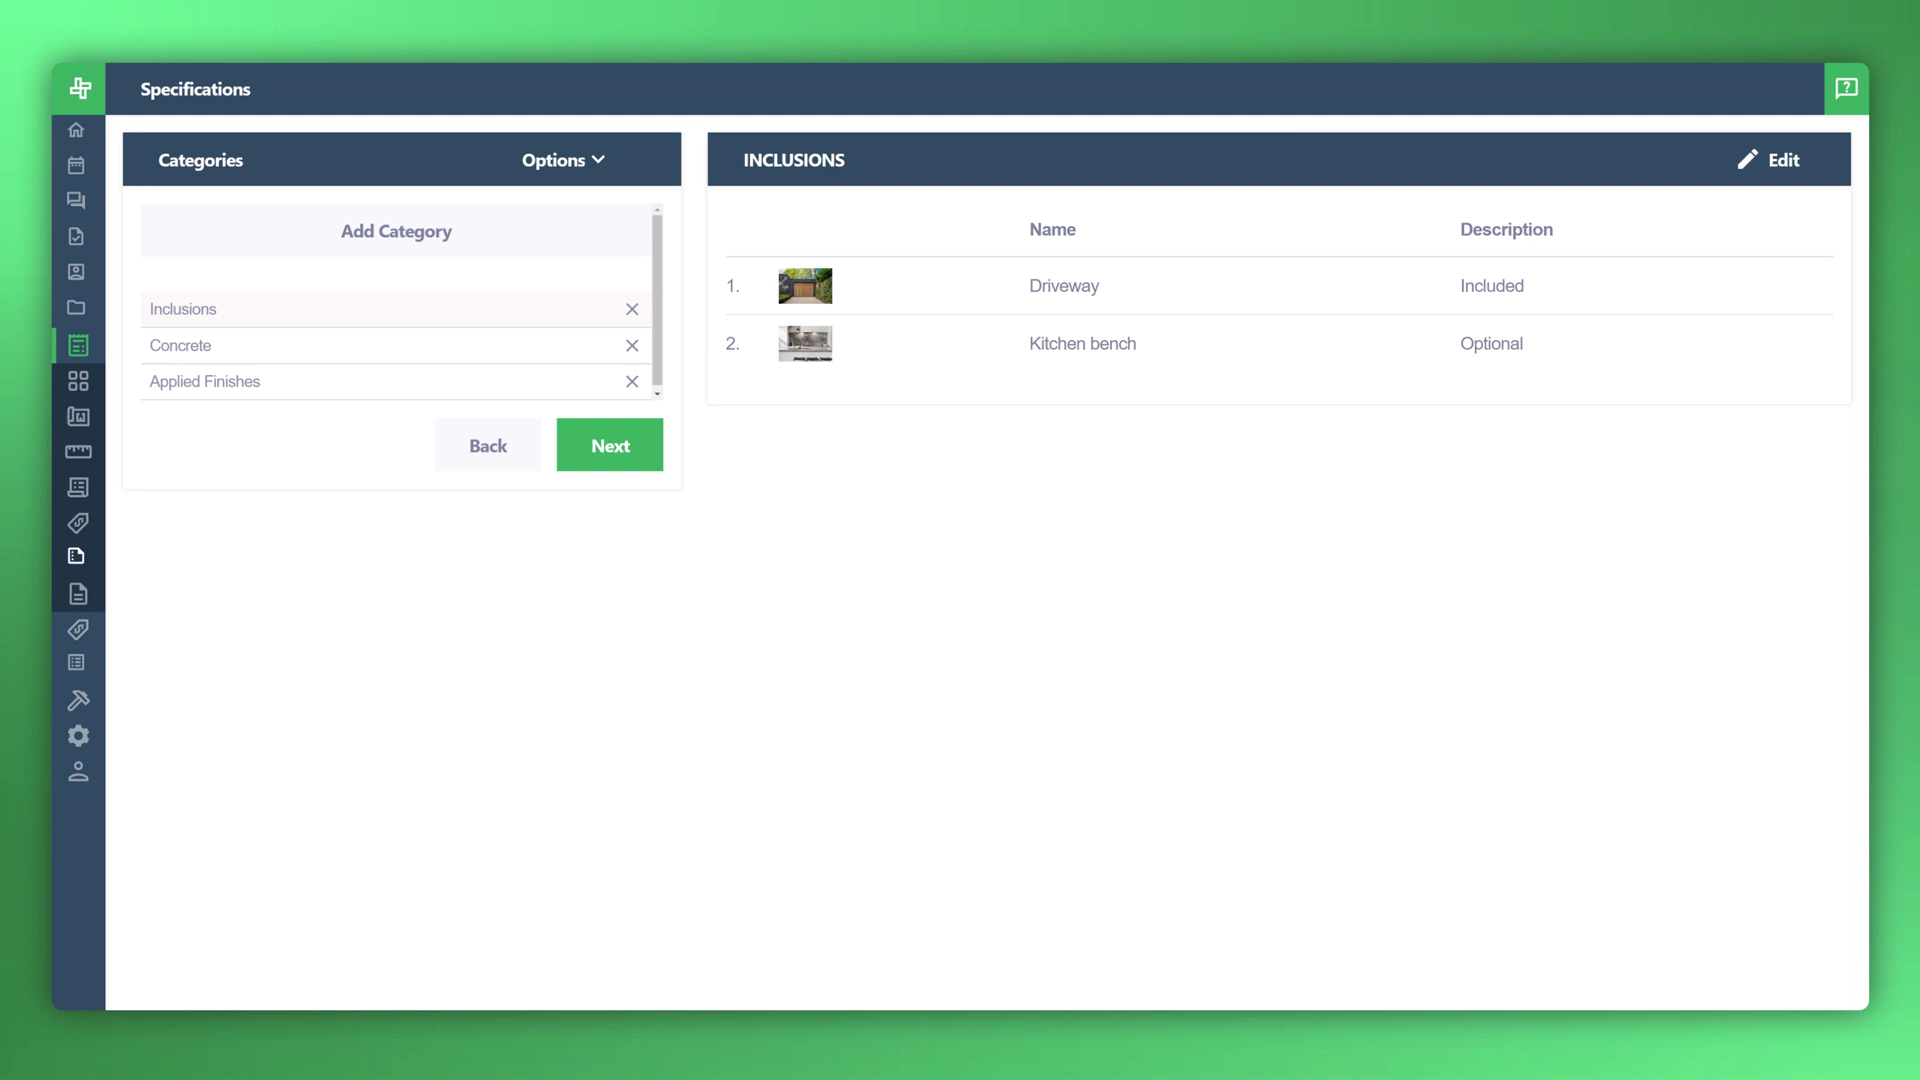 Specifications
Categories
Options
Add Category
Inclusions
Concrete
Applied Finishes
Back
Next
INCLUSIONS
Edit
Name Description
1. Driveway Included
2. Kitchen bench Optional